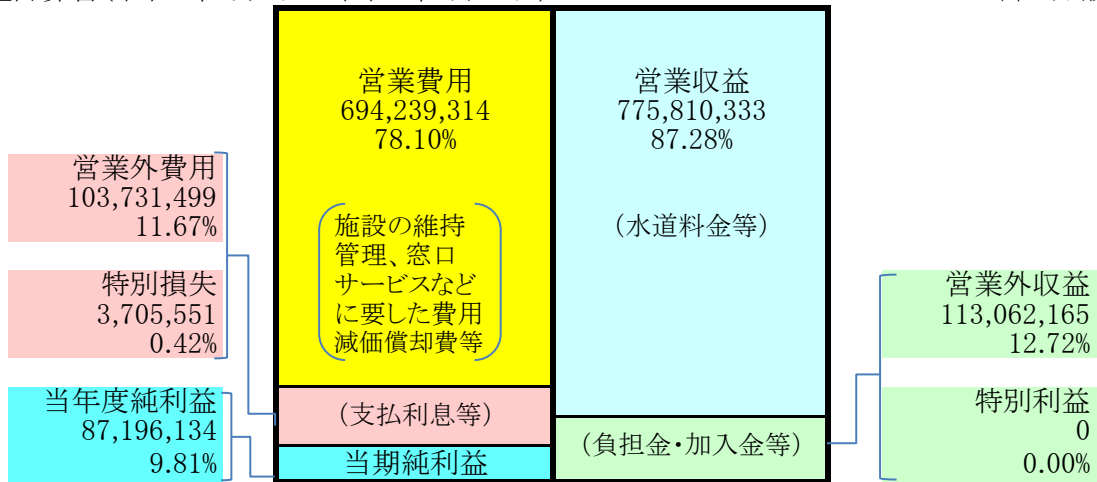 営業費用
694,239,314
78.10%
施設の維持
管理、窓口
サービスなど
に要した費用
減価償却費等
営業収益
775,810,333
87.28%
(水道料金等)
営業外費用
103,731,499
11.67%
特別損失
3,705,551
0.42%
当年度純利益
87,196,134
9.81%
(支払利息等)
当期純利益
(負担金・加入金等)
営業外収益
113,062,165
12.72%
特別利益
0
0.00%